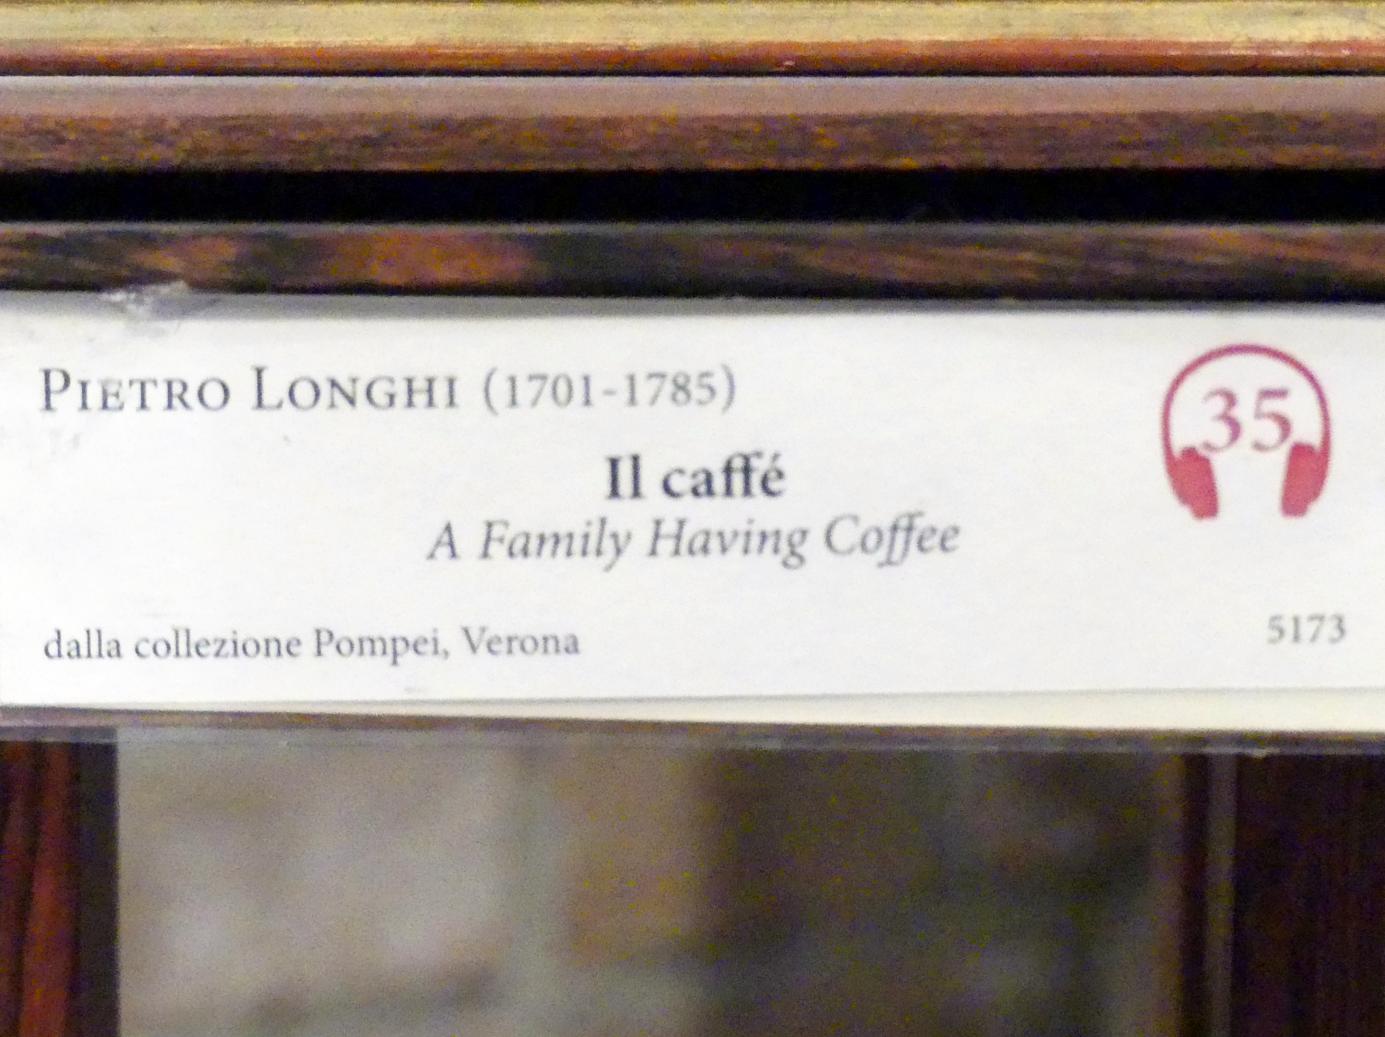 PIETRO LONGHI (1701-1785)
35
Il caffé
A Family Having Coffee
dalla collezione Pompei, Verona
5173